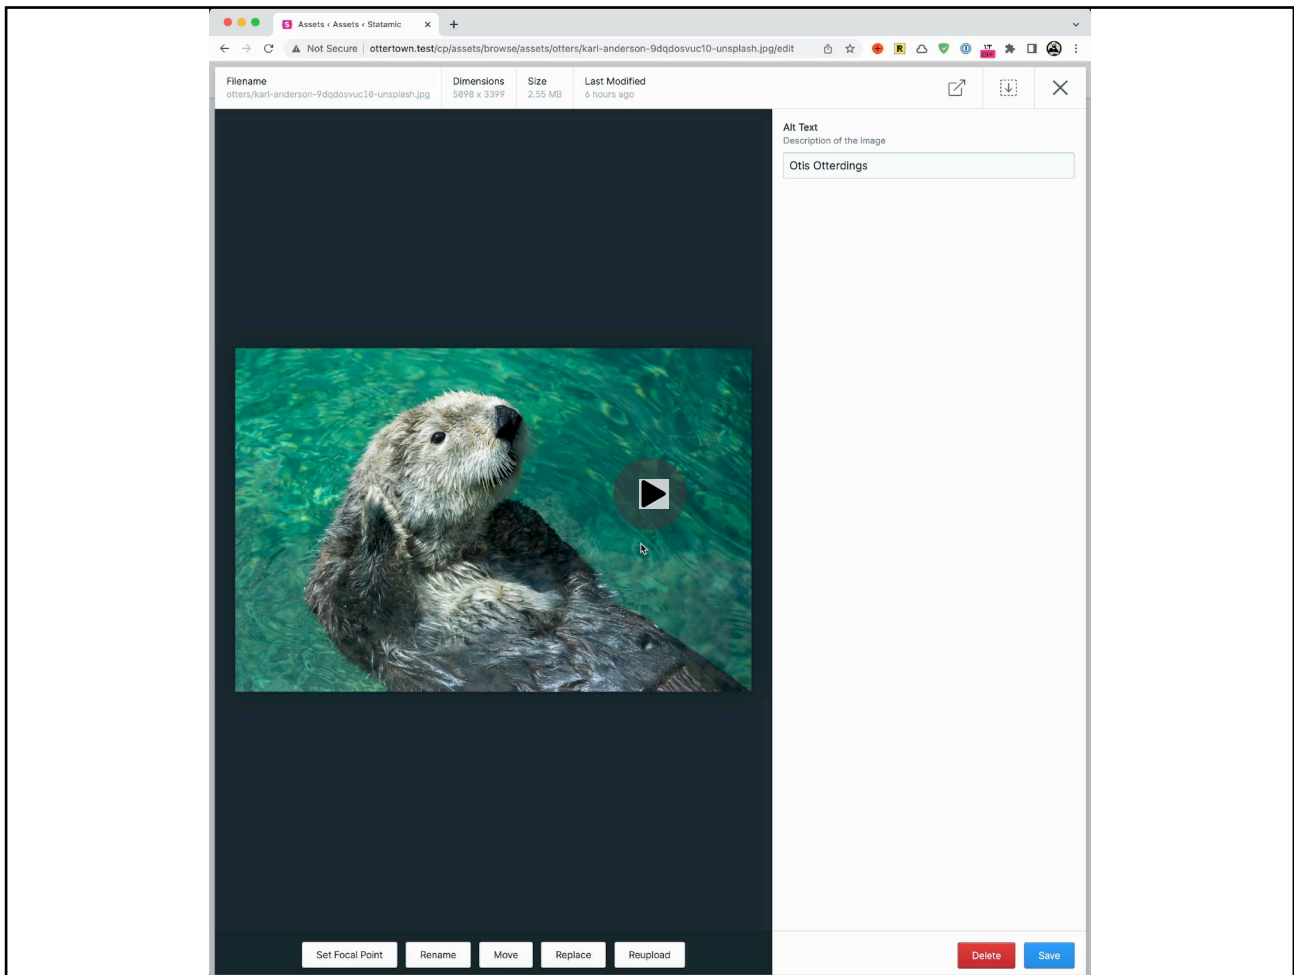 Assets ‹ Assets ‹ Statamic
Not Secure | ottertown.test/cp/assets/browse/assets/otters/karl-anderson-9dqdosvuc10-unsplash.jpg/edit
R
OFF
Filename
otters/karl-anderson-9dqdosvuc10-unsplash.jpg
Dimensions
5098 x 3399
Size
2.55 MB
Last Modified
6 hours ago
Alt Text
Description of the image
Otis Otterdings
Set Focal Point
Rename
Move
Replace
Reupload
Delete
Save